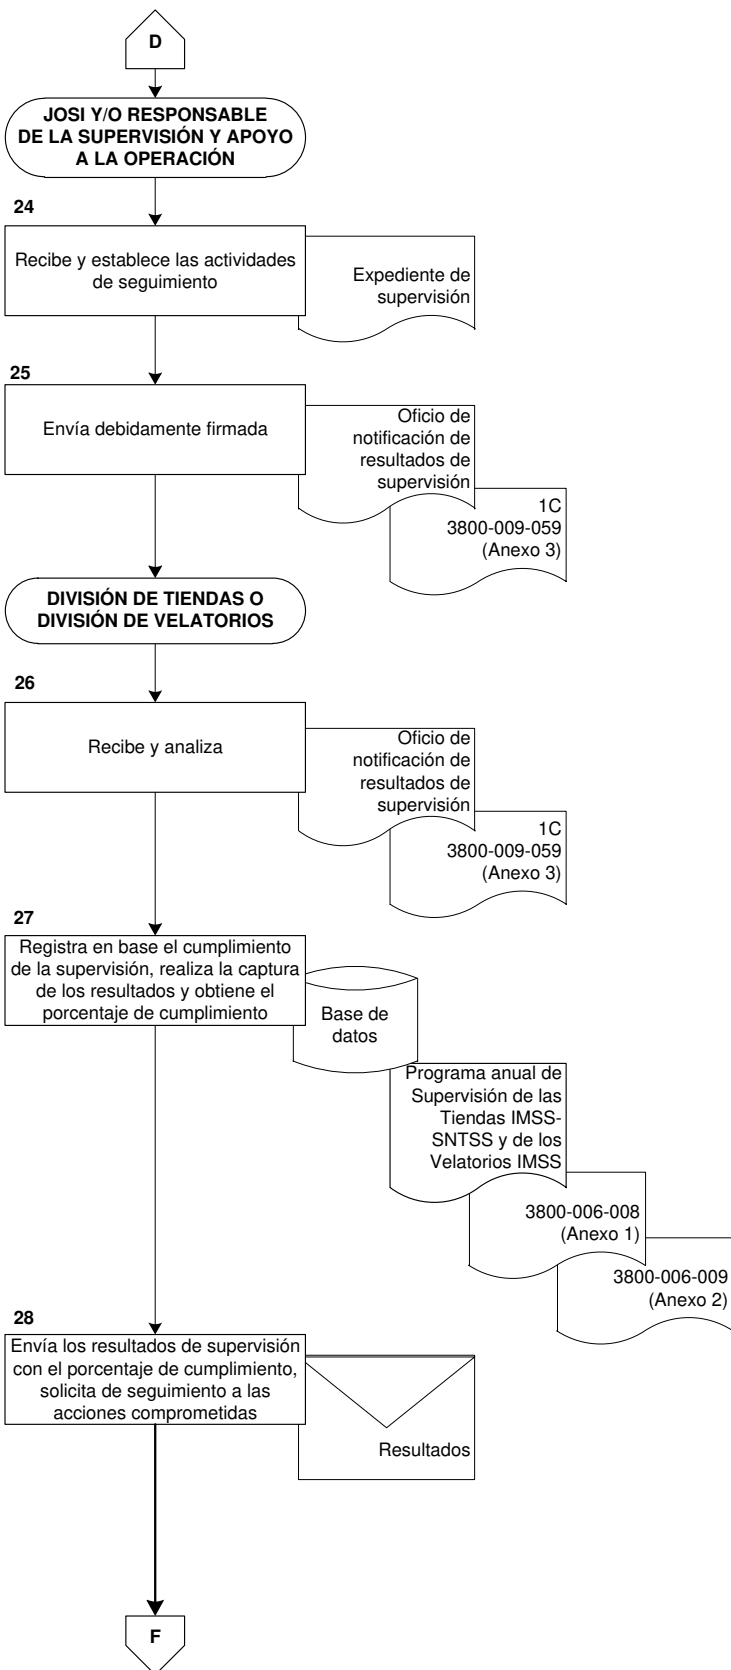 D
JOSI Y/O RESPONSABLE
DE LA SUPERVISIÓN Y APOYO
A LA OPERACIÓN
24
Recibe y establece las actividades
de seguimiento
Expediente de
supervisión
25
Envía debidamente firmada
Oficio de
notificación de
resultados de
supervisión
1C
3800-009-059
(Anexo 3)
DIVISIÓN DE TIENDAS O
DIVISIÓN DE VELATORIOS
26
Recibe y analiza
Oficio de
notificación de
resultados de
supervisión
1C
3800-009-059
(Anexo 3)
27
Registra en base el cumplimiento
de la supervisión, realiza la captura
de los resultados y obtiene el
porcentaje de cumplimiento
Base de
datos
Programa anual de
Supervisión de las
Tiendas IMSS-
SNTSS y de los
Velatorios IMSS
3800-006-008
(Anexo 1)
3800-006-009
(Anexo 2)
28
Envía los resultados de supervisión
con el porcentaje de cumplimiento,
solicita de seguimiento a las
acciones comprometidas
Resultados
F